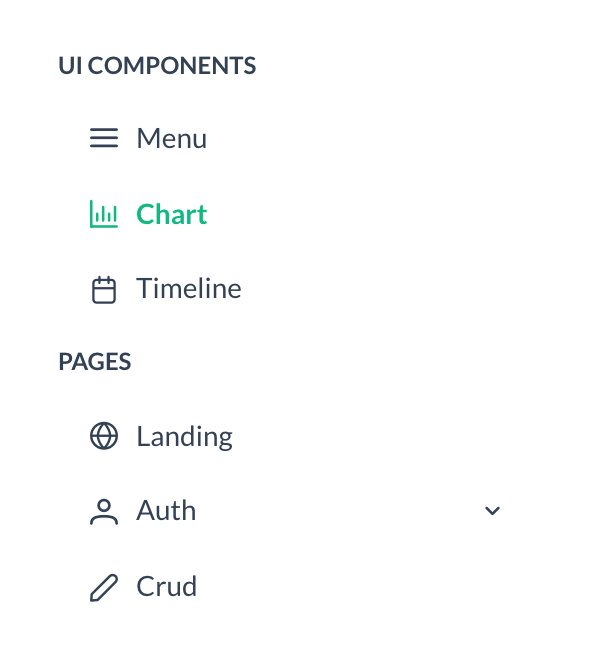 UI COMPONENTS
Menu
Chart
Timeline
PAGES
Landing
Auth
Crud